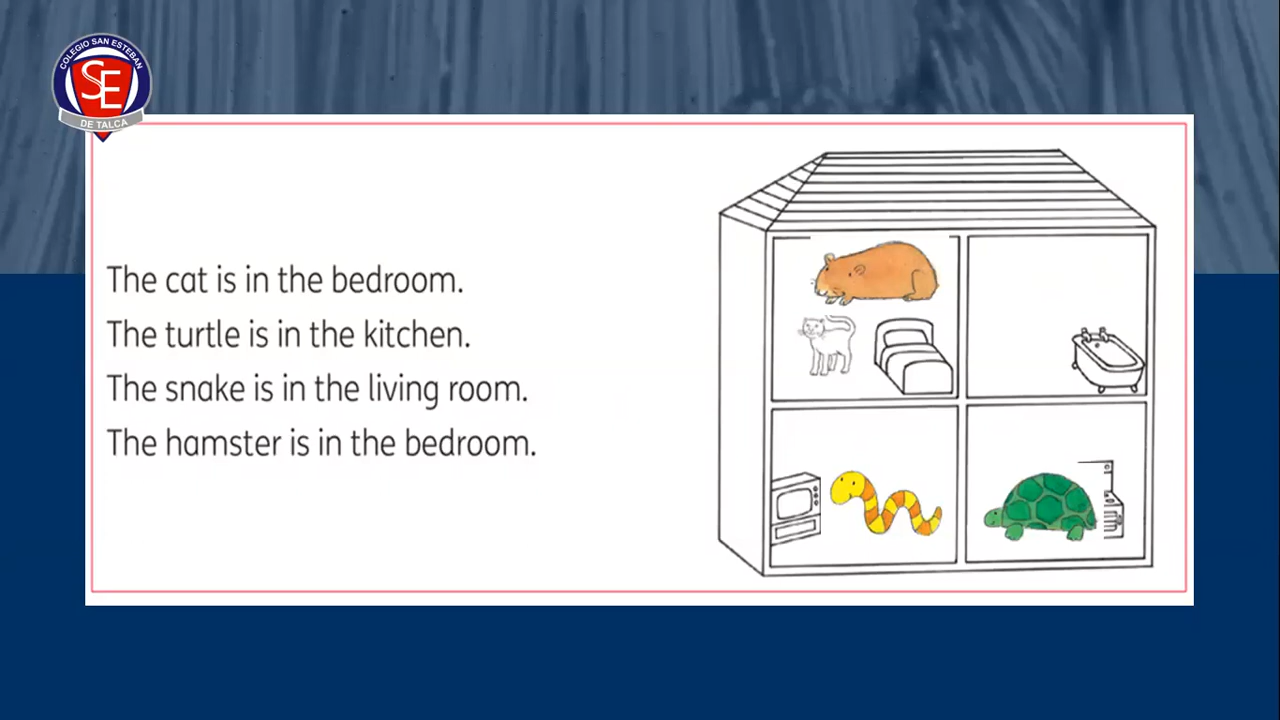 COLEGIO SAN ESTEBAN
SE
DE TALCA
The cat is in the bedroom.
The turtle is in the kitchen.
The snake is in the living room.
The hamster is in the bedroom.